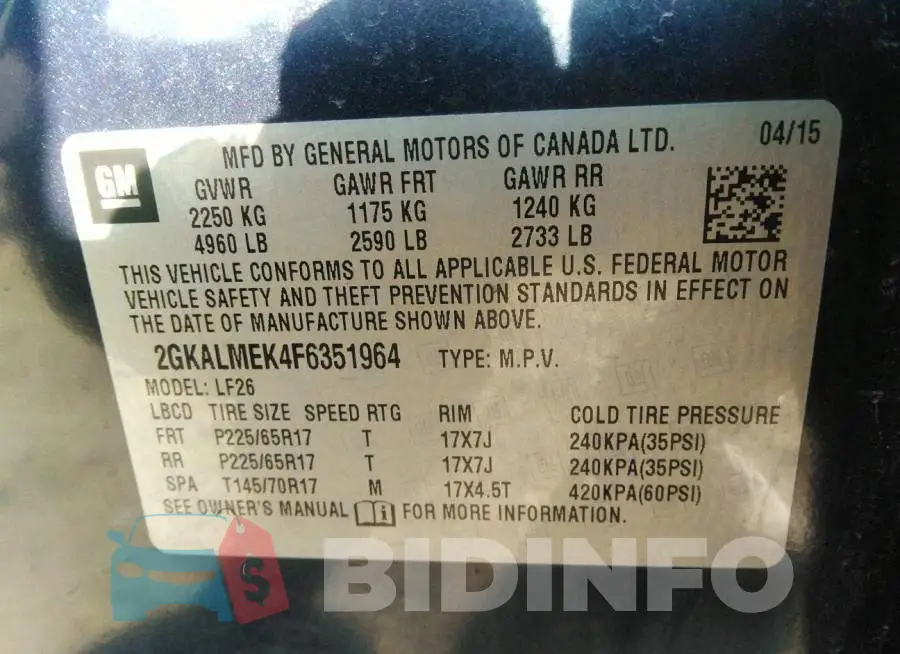 GM
MFD BY GENERAL MOTORS OF CANADA LTD. 04/15
GVWR GAWR FRT GAWR RR
2250 KG 1175 KG 1240 KG
4960 LB 2590 LB 2733 LB
THIS VEHICLE CONFORMS TO ALL APPLICABLE U.S. FEDERAL MOTOR
VEHICLE SAFETY AND THEFT PREVENTION STANDARDS IN EFFECT ON
THE DATE OF MANUFACTURE SHOWN ABOVE.
2GKALMEK4F6351964 TYPE: M.P.V.
MODEL: LF26
LBCD TIRE SIZE SPEED RTG RIM COLD TIRE PRESSURE
FRT P225/65R17 T 17X7J 240KPA(35PSI)
RR P225/65R17 T 17X7J 240KPA(35PSI)
SPA T145/70R17 M 17X4.5T 420KPA(60PSI)
SEE OWNER'S MANUAL i FOR MORE INFORMATION.
$ BIDINFO